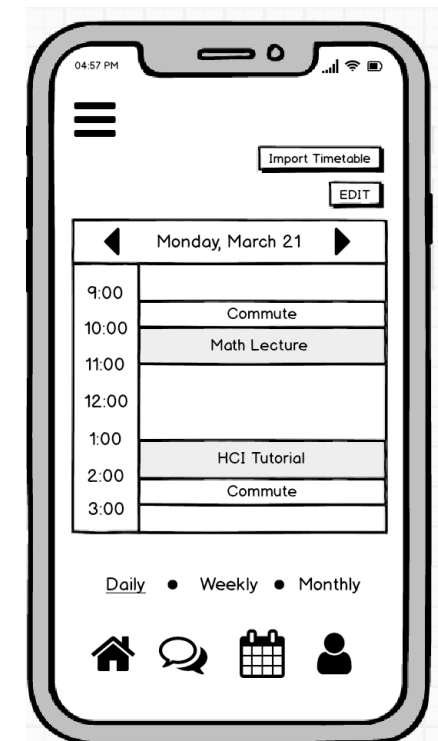 04:57 PM
Import Timetable
EDIT
Monday, March 21
9:00
Commute
10:00
Math Lecture
11:00
12:00
1:00
HCI Tutorial
2:00
Commute
3:00
Daily • Weekly • Monthly